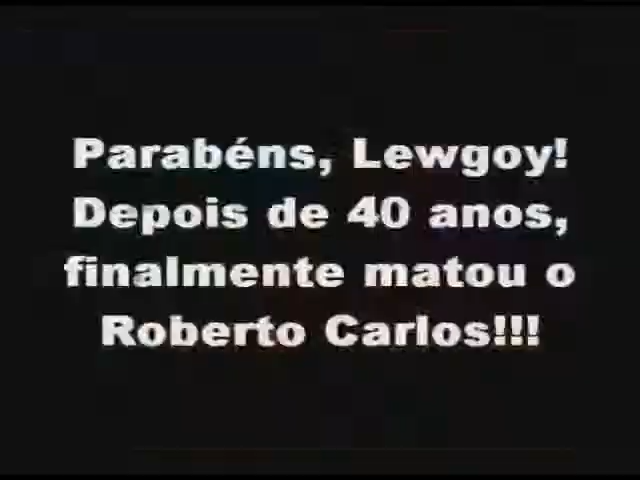 Parabéns, Lewgoy!
Depois de 40 anos,
finalmente matou o
Roberto Carlos!!!